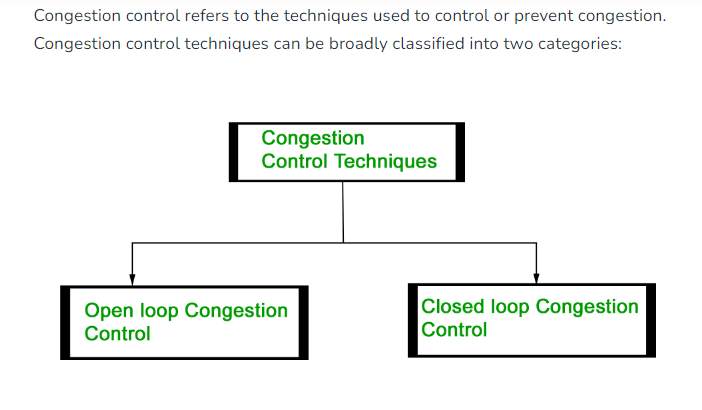 Congestion control refers to the techniques used to control or prevent congestion.
Congestion control techniques can be broadly classified into two categories:
Congestion
Control Techniques
Open loop Congestion
Control
Closed loop Congestion
Control